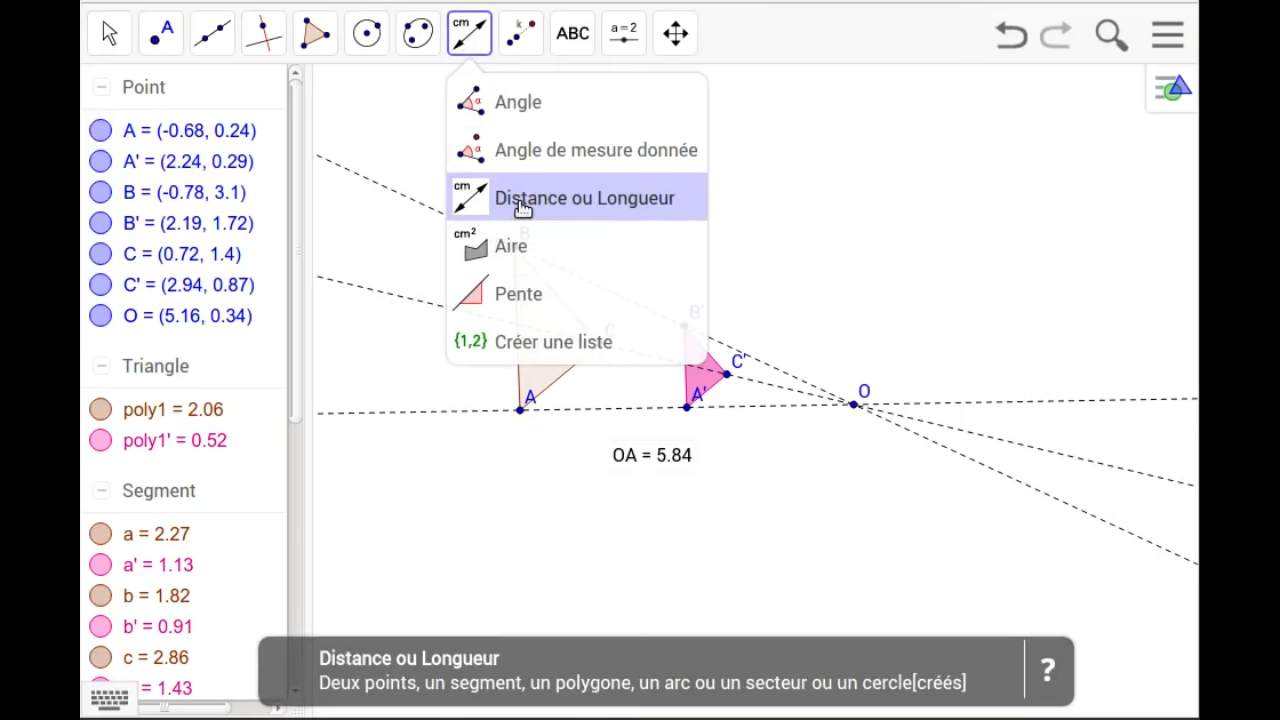 A
cm
k
ABC
a=2
Point
A = (-0.68, 0.24)
A' = (2.24, 0.29)
B = (-0.78, 3.1)
B' = (2.19, 1.72)
C = (0.72, 1.4)
C' = (2.94, 0.87)
O = (5.16, 0.34)
Triangle
poly1 = 2.06
poly1' = 0.52
Segment
a = 2.27
a' = 1.13
b = 1.82
b' = 0.91
c = 2.86
= 1.43
α Angle
α Angle de mesure donnée
cm Distance ou Longueur
cm² Aire
Pente
{1,2} Créer une liste
B
C
B'
C'
A
A'
O
OA = 5.84
Distance ou Longueur
Deux points, un segment, un polygone, un arc ou un secteur ou un cercle[créés]
?